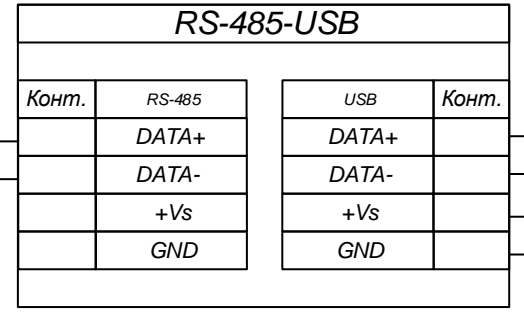 RS-485-USB
Конт. RS-485 USB Конт.
DATA+ DATA+
DATA- DATA-
+Vs +Vs
GND GND